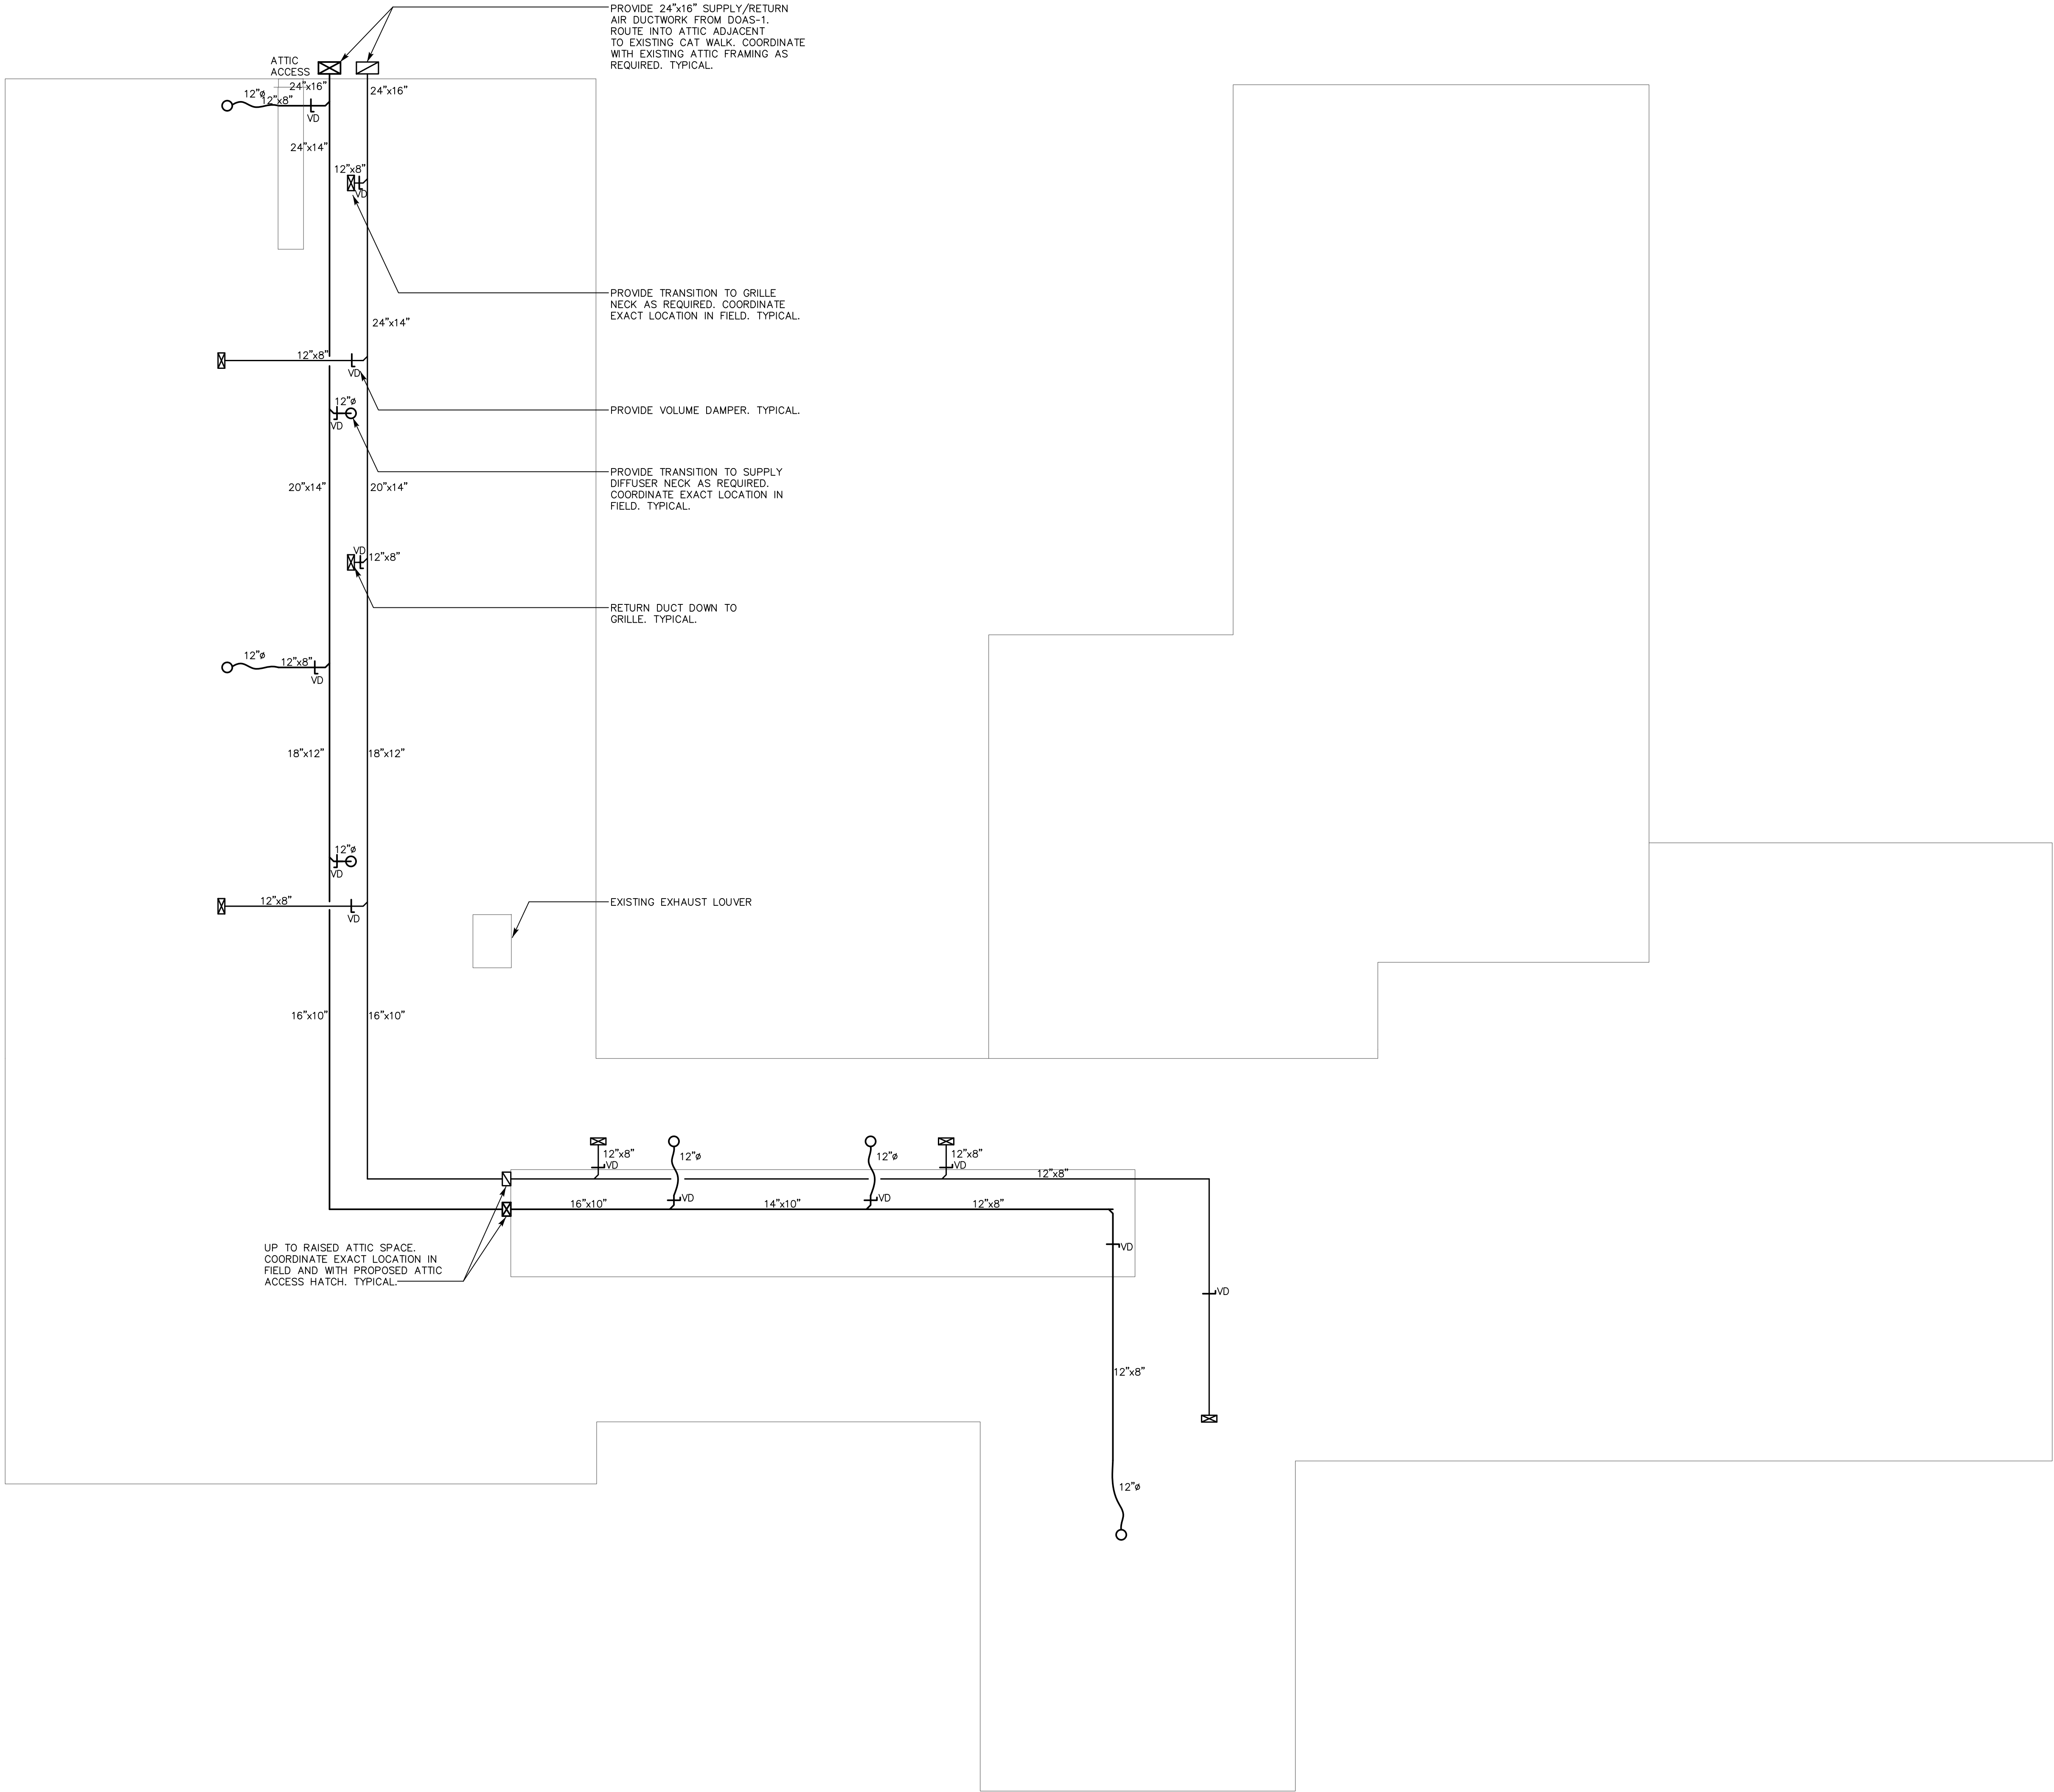 PROVIDE 24"x16" SUPPLY/RETURN
AIR DUCTWORK FROM DOAS-1.
ROUTE INTO ATTIC ADJACENT
TO EXISTING CAT WALK. COORDINATE
WITH EXISTING ATTIC FRAMING AS
REQUIRED. TYPICAL.
ATTIC
ACCESS
24"x16"
24"x16"
12"ø
12"x8"
VD
24"x14"
12"x8"
VD
PROVIDE TRANSITION TO GRILLE
NECK AS REQUIRED. COORDINATE
EXACT LOCATION IN FIELD. TYPICAL.
24"x14"
12"x8"
VD
12"ø
VD
PROVIDE VOLUME DAMPER. TYPICAL.
PROVIDE TRANSITION TO SUPPLY
DIFFUSER NECK AS REQUIRED.
COORDINATE EXACT LOCATION IN
FIELD. TYPICAL.
20"x14"
20"x14"
VD
12"x8"
RETURN DUCT DOWN TO
GRILLE. TYPICAL.
12"ø
12"x8"
VD
18"x12"
18"x12"
12"ø
VD
12"x8"
VD
EXISTING EXHAUST LOUVER
16"x10"
16"x10"
12"x8"
VD
12"ø
VD
12"ø
VD
12"x8"
VD
12"x8"
16"x10"
14"x10"
12"x8"
UP TO RAISED ATTIC SPACE.
COORDINATE EXACT LOCATION IN
FIELD AND WITH PROPOSED ATTIC
ACCESS HATCH. TYPICAL.
VD
VD
12"x8"
12"ø